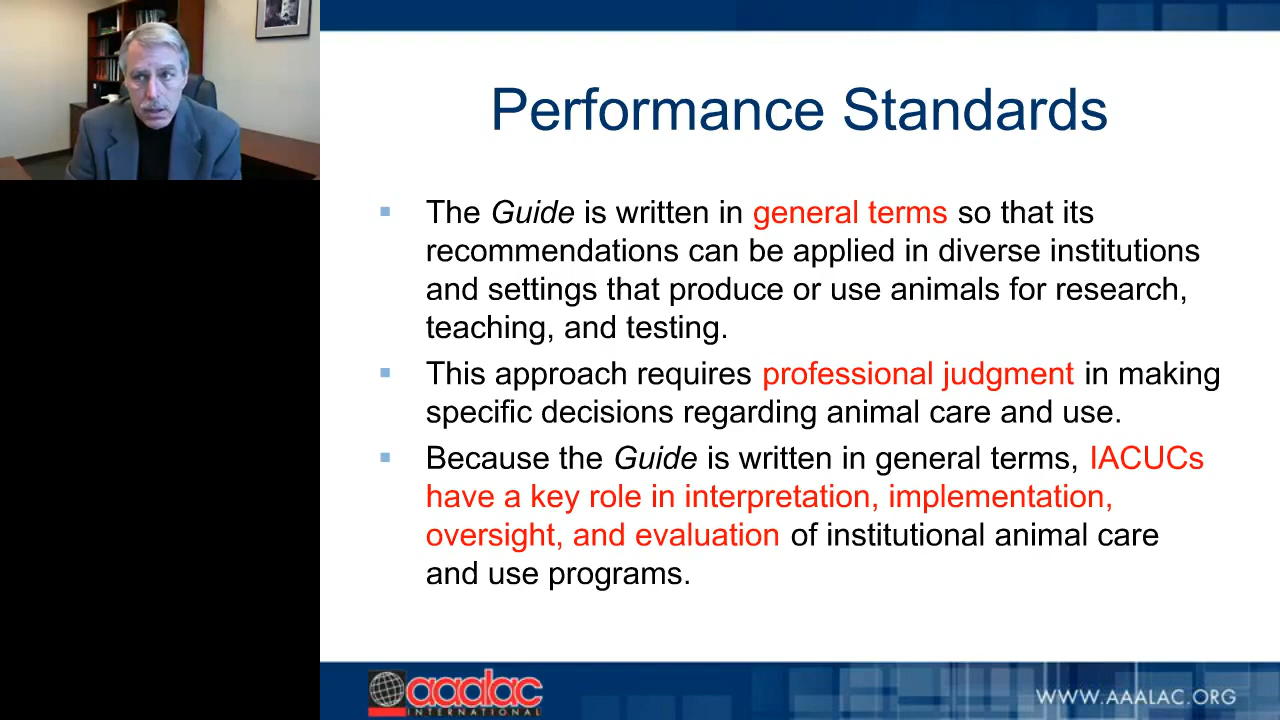 Performance Standards
The Guide is written in general terms so that its
recommendations can be applied in diverse institutions
and settings that produce or use animals for research,
teaching, and testing.
This approach requires professional judgment in making
specific decisions regarding animal care and use.
Because the Guide is written in general terms, IACUCs
have a key role in interpretation, implementation,
oversight, and evaluation of institutional animal care
and use programs.
aaalac
INTERNATIONAL
WWW.AAALAC.ORG